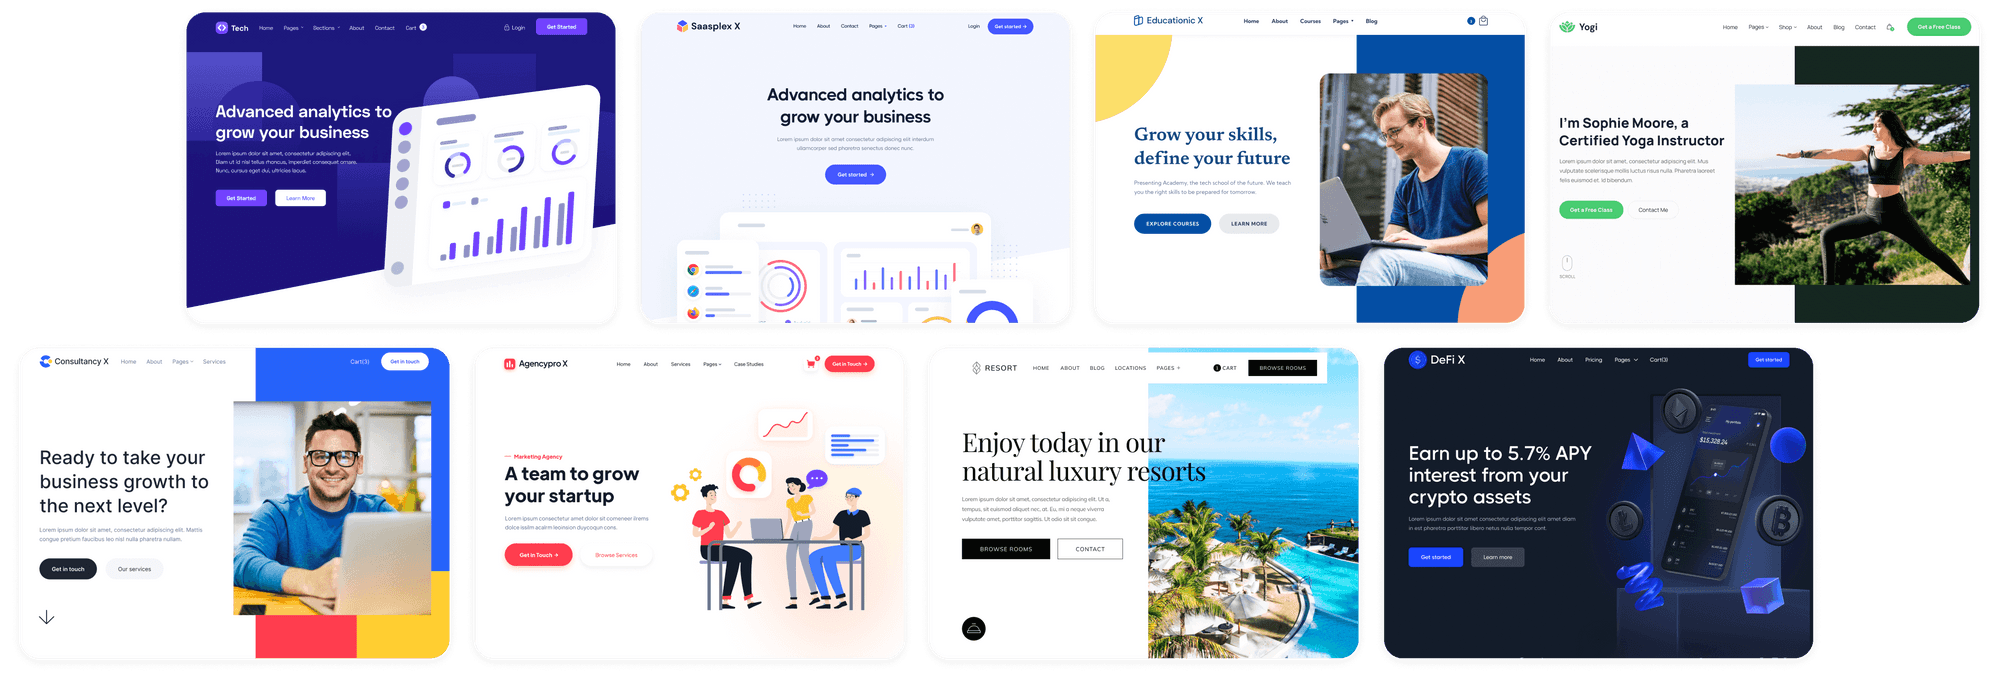 Tech Home Pages Sections About Contact Cart Login Get Started
Advanced analytics to
grow your business
Lorem ipsum dolor sit amet, consectetur adipiscing elit.
Diam ut id nisl tellus rhoncus, imperdiet consequat ornare.
Nunc, cursus eget dui, ultricies lacus.
Get Started Learn More
Saasplex X Home About Contact Pages Cart (3) Login Get started →
Advanced analytics to
grow your business
Lorem ipsum dolor sit amet consectetur adipiscing elit interdum
ullamcorper sed pharetra senectus donec nunc.
Get started →
Educationic X Home About Courses Pages Blog
Grow your skills,
define your future
Presenting Academy, the tech school of the future. We teach
you the right skills to be prepared for tomorrow.
EXPLORE COURSES LEARN MORE
Yogi Home Pages Shop About Blog Contact Get a Free Class
I'm Sophie Moore, a
Certified Yoga Instructor
Lorem ipsum dolor sit amet, consectetur adipiscing elit. Mus
vulputate scelerisque mollis luctus risus nulla. Pharetra laoreet
felis euismod et. id bibendum.
Get a Free Class Contact Me
SCROLL
Consultancy X Home About Pages Services Cart(3) Get in touch
Ready to take your
business growth to
the next level?
Lorem ipsum dolor sit amet, consectetur adipiscing elit. Mattis
congue pretium faucibus leo nisl nulla pharetra nullam.
Get in touch Our services
Agencypro X Home About Services Pages Case Studies Get in Touch →
Marketing Agency
A team to grow
your startup
Lorem ipsum consectetur amet dolor sit comeneer ilrems
dolce issilm adarm leomsion duycqoun cons.
Get in Touch → Browse Services
RESORT HOME ABOUT BLOG LOCATIONS PAGES CART BROWSE ROOMS
Enjoy today in our
natural luxury resorts
Lorem ipsum dolor sit amet, consectetur adipiscing elit. Ut a,
tempus, sit euismod aliquet nec, at. Eu, mi a neque viverra
vulputate amet, porttitor sagittis. Ut odio sit sit congue.
BROWSE ROOMS CONTACT
DeFi X Home About Pricing Pages Cart(3) Get started
$15,328.24
Earn up to 5.7% APY
interest from your
crypto assets
Lorem ipsum dolor sit amet, consectetur adipiscing elit amet diam
in est pharetra porttitor libero netus nulla tempor cont.
Get started Learn more